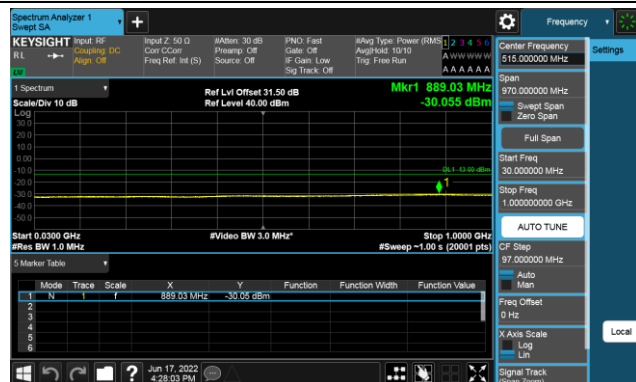 Spectrum Analyzer 1
Swept SA
+
Frequency
KEYSIGHT
RL
Input: RF
Coupling: DC
Align: Off
Input Z: 50 Ω
Corr CCorr
Freq Ref: Int (S)
#Atten: 30 dB
Preamp: Off
Source: Off
PNO: Fast
Gate: Off
IF Gain: Low
Sig Track: Off
#Avg Type: Power (RMS)
Avg|Hold: 10/10
Trig: Free Run
1 2 3 4 5 6
A W W W W W
A A A A A A
LV
1 Spectrum
Scale/Div 10 dB
Ref Lvl Offset 31.50 dB
Ref Level 40.00 dBm
Mkr1 889.03 MHz
-30.055 dBm
Log
30.0
20.0
10.0
0.00
-10.0
-20.0
-30.0
-40.0
-50.0
DL1 -13.00 dBm
1
Start 0.0300 GHz
#Res BW 1.0 MHz
#Video BW 3.0 MHz*
Stop 1.0000 GHz
#Sweep ~1.00 s (20001 pts)
5 Marker Table
Mode Trace Scale X Y Function Function Width Function Value
1 N 1 f 889.03 MHz -30.05 dBm
2
3
4
5
6
Jun 17, 2022
4:28:03 PM
Center Frequency
515.000000 MHz
Settings
Span
970.000000 MHz
Swept Span
Zero Span
Full Span
Start Freq
30.000000 MHz
Stop Freq
1.000000000 GHz
AUTO TUNE
CF Step
97.000000 MHz
Auto
Man
Freq Offset
0 Hz
X Axis Scale
Log
Lin
Local
Signal Track
(Span Zoom)